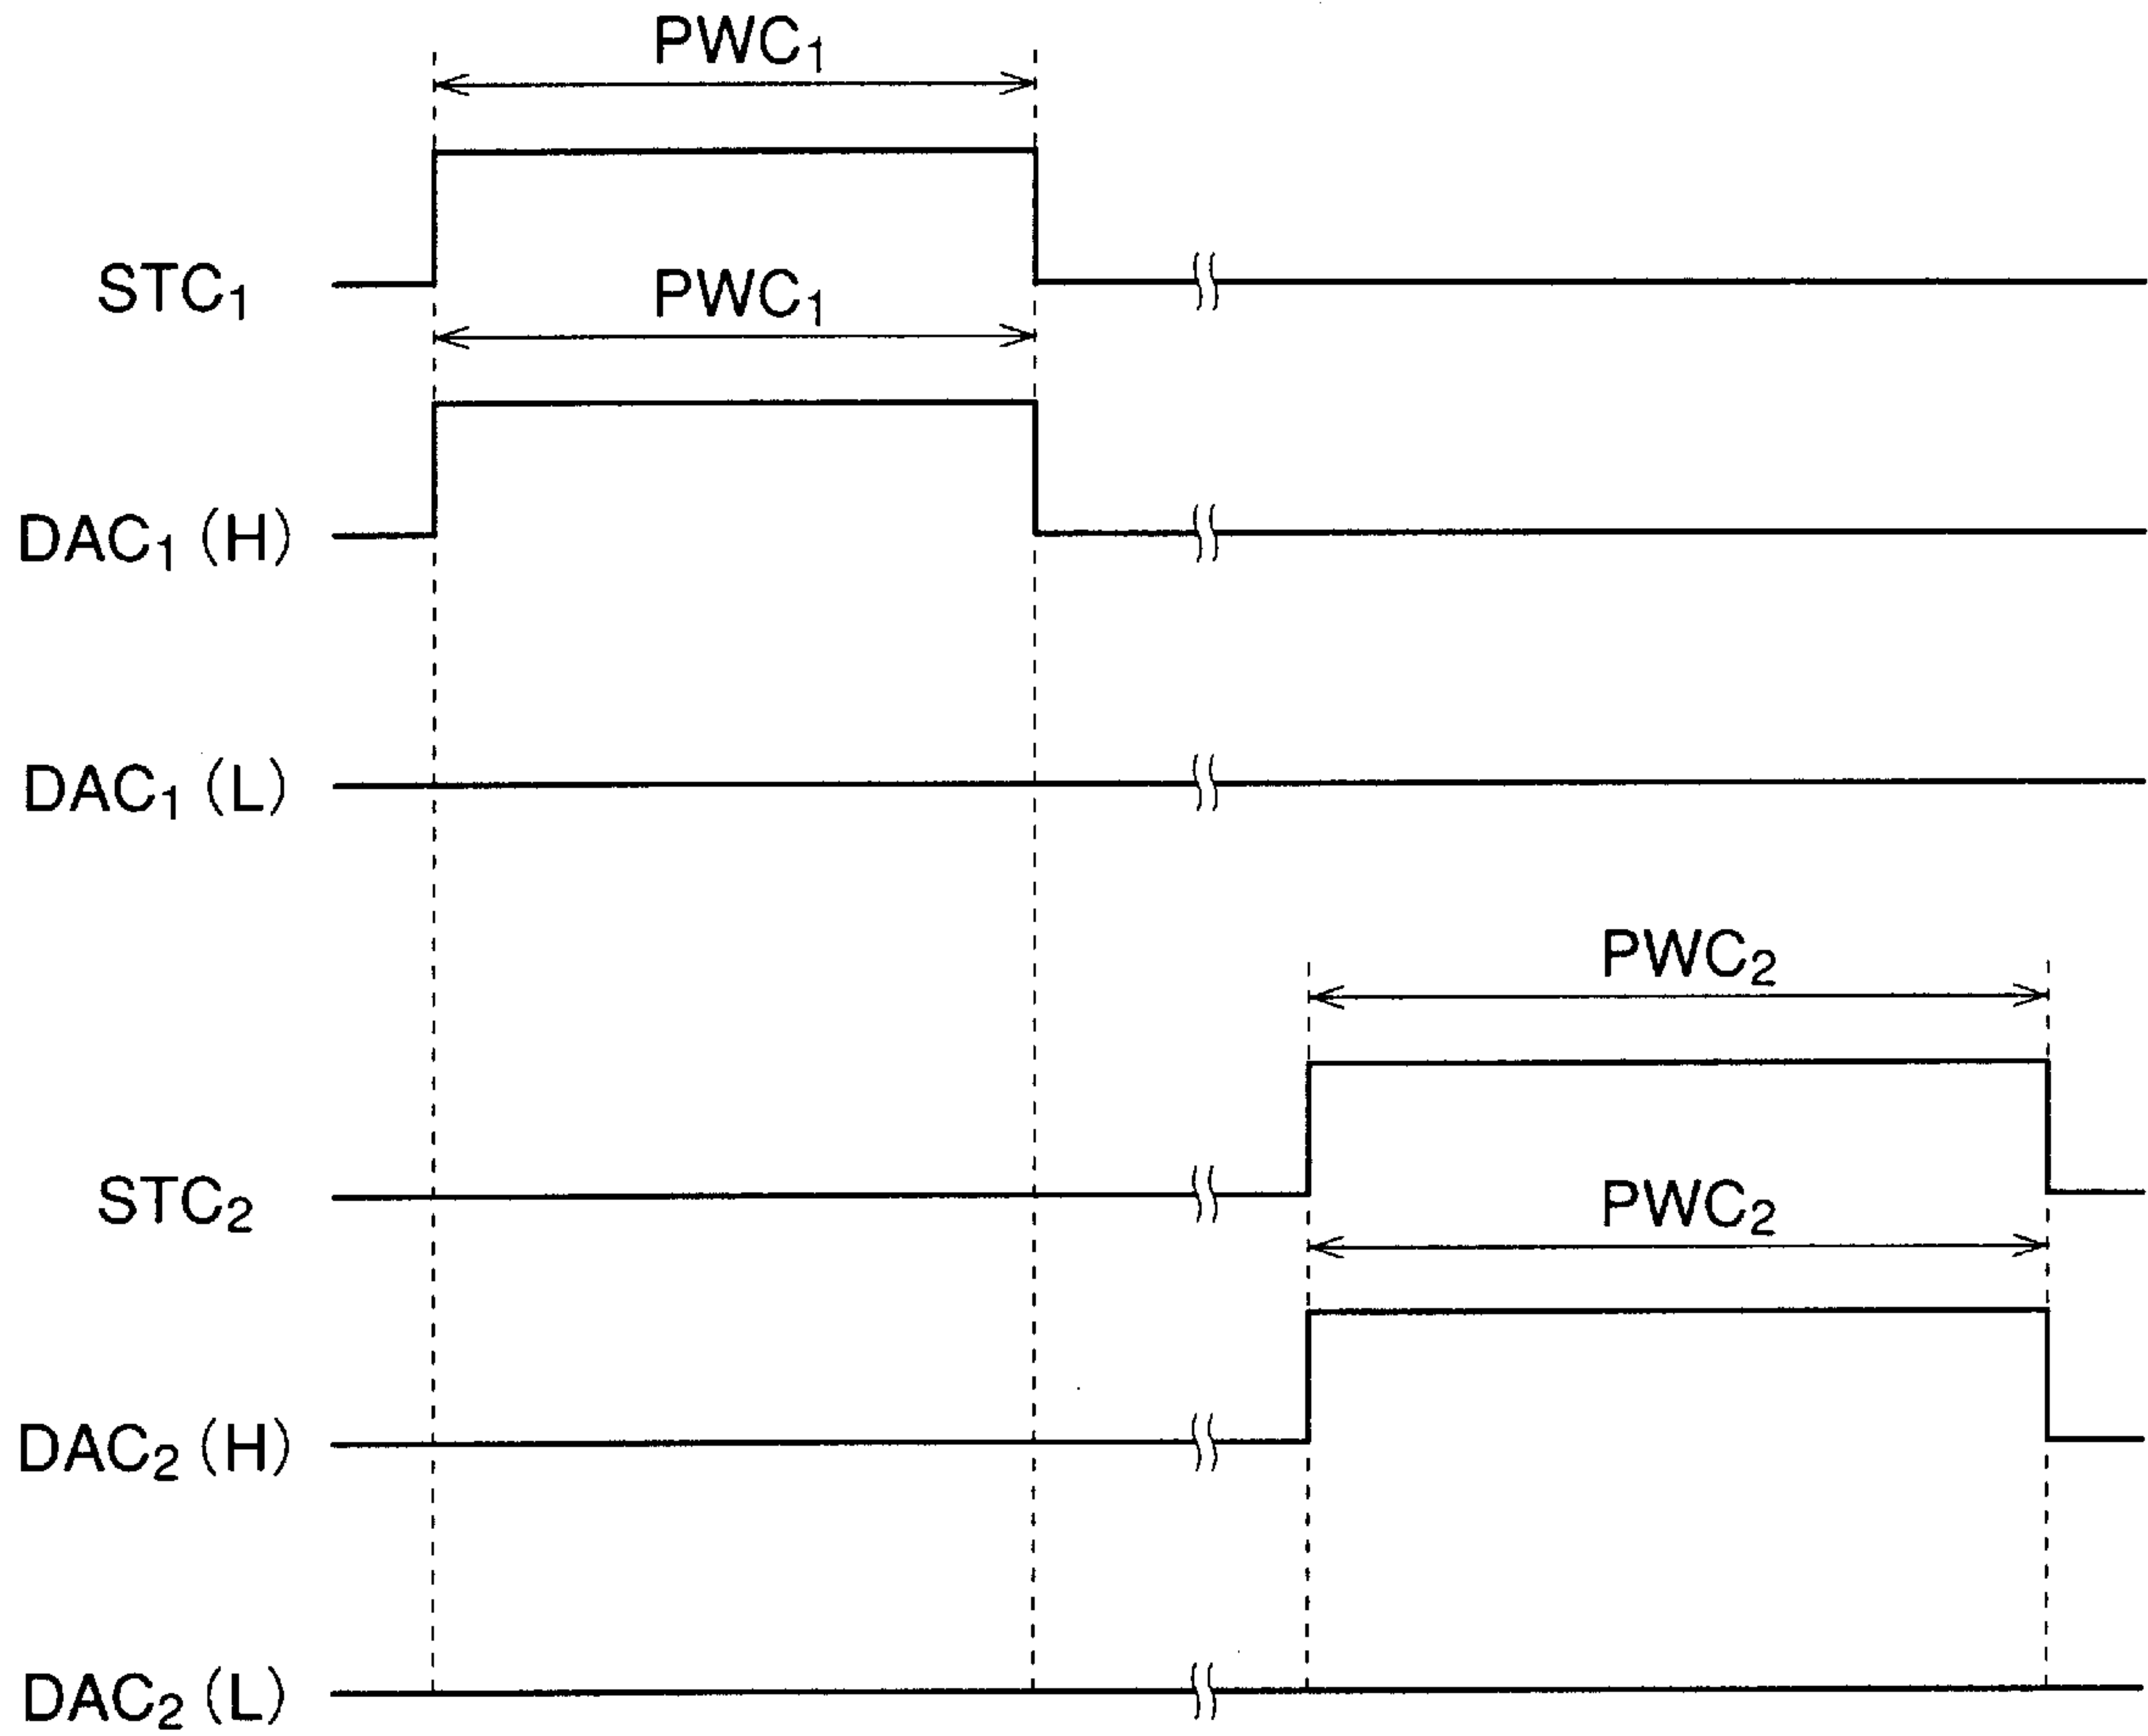 PWC₁
STC₁
PWC₁
DAC₁ (H)
DAC₁ (L)
PWC₂
STC₂
PWC₂
DAC₂ (H)
DAC₂ (L)